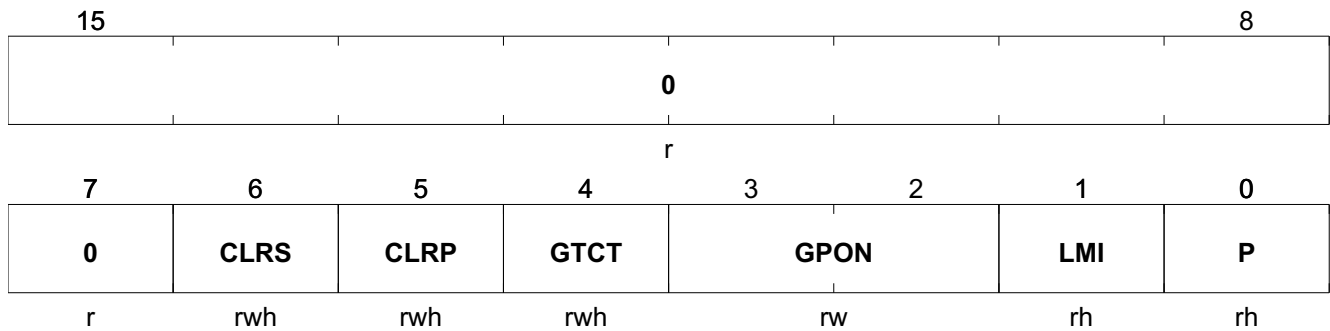 15 8
0
r
7 6 5 4 3 2 1 0
0 CLRS CLRP GTCT GPON LMI P
r rwh rwh rwh rw rh rh